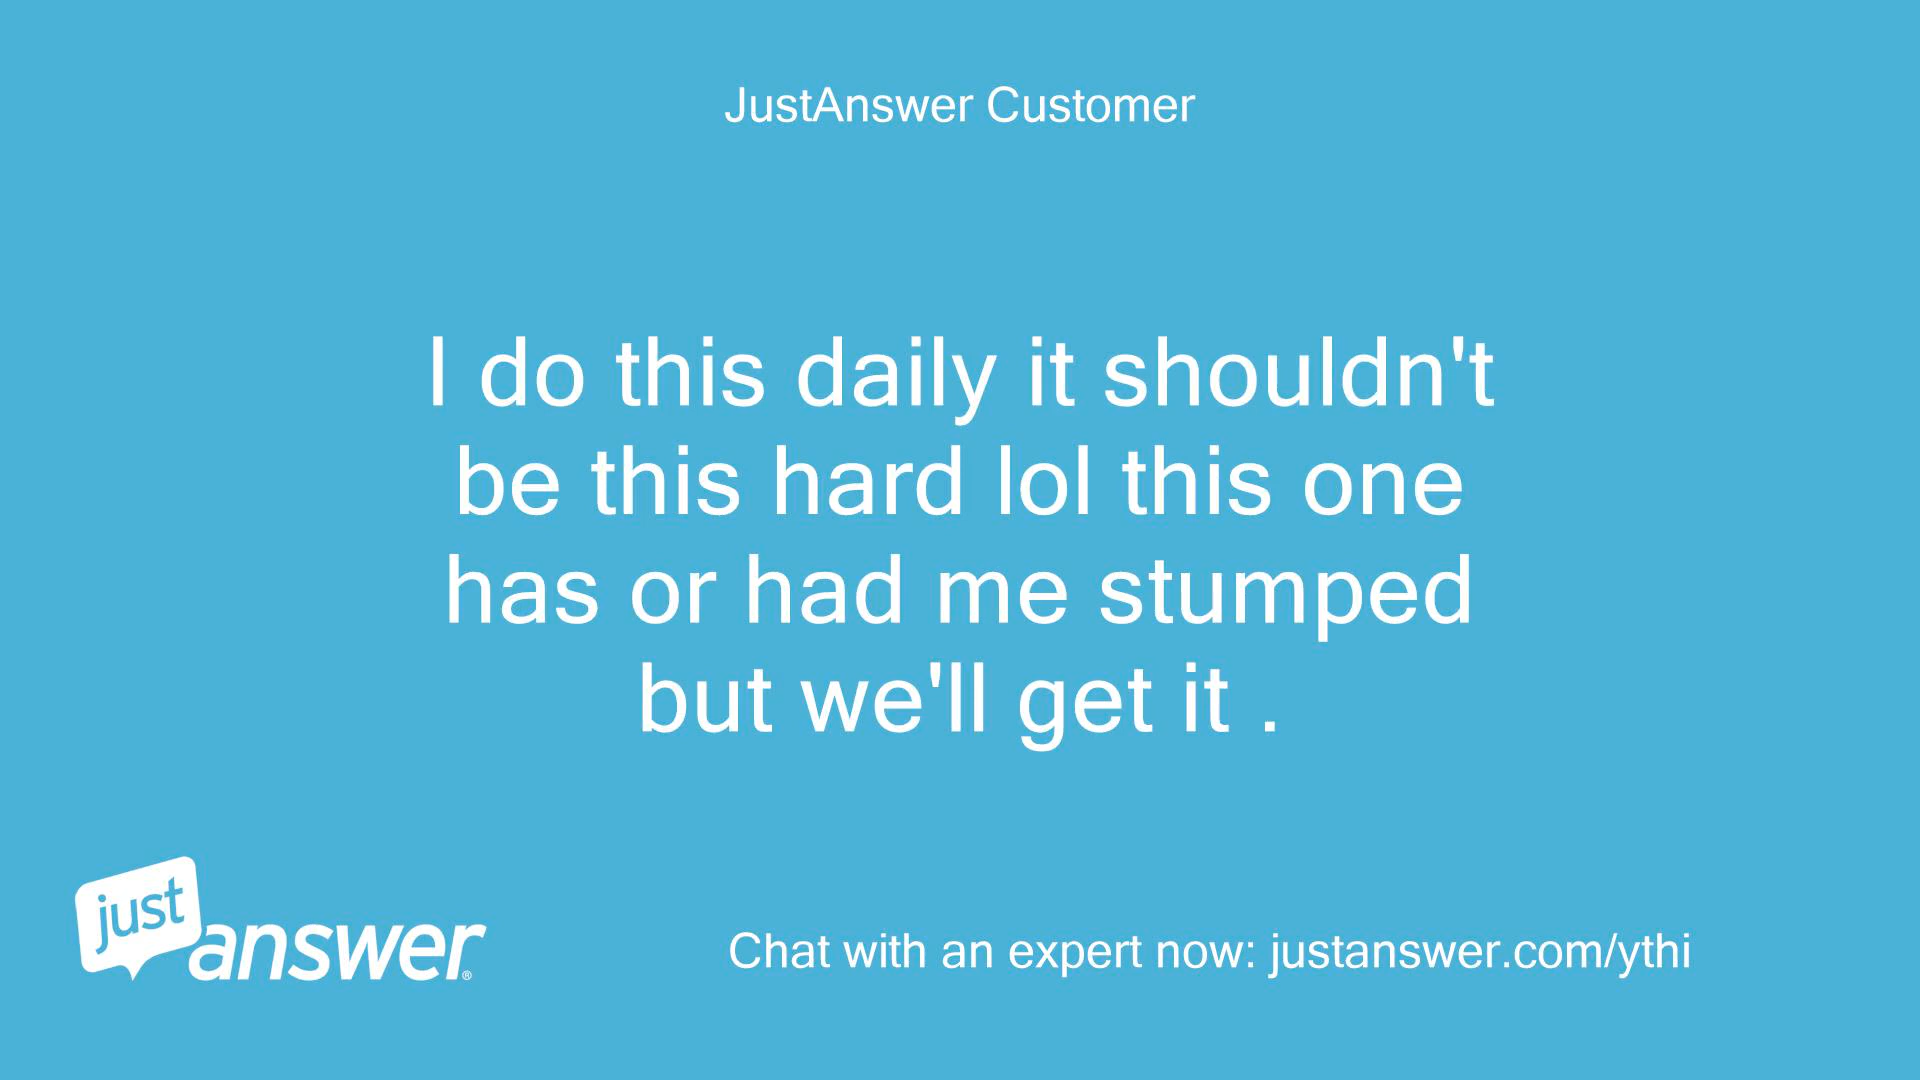 JustAnswer Customer
I do this daily it shouldn't
be this hard lol this one
has or had me stumped
but we'll get it .
just
answer®
Chat with an expert now: justanswer.com/ythi